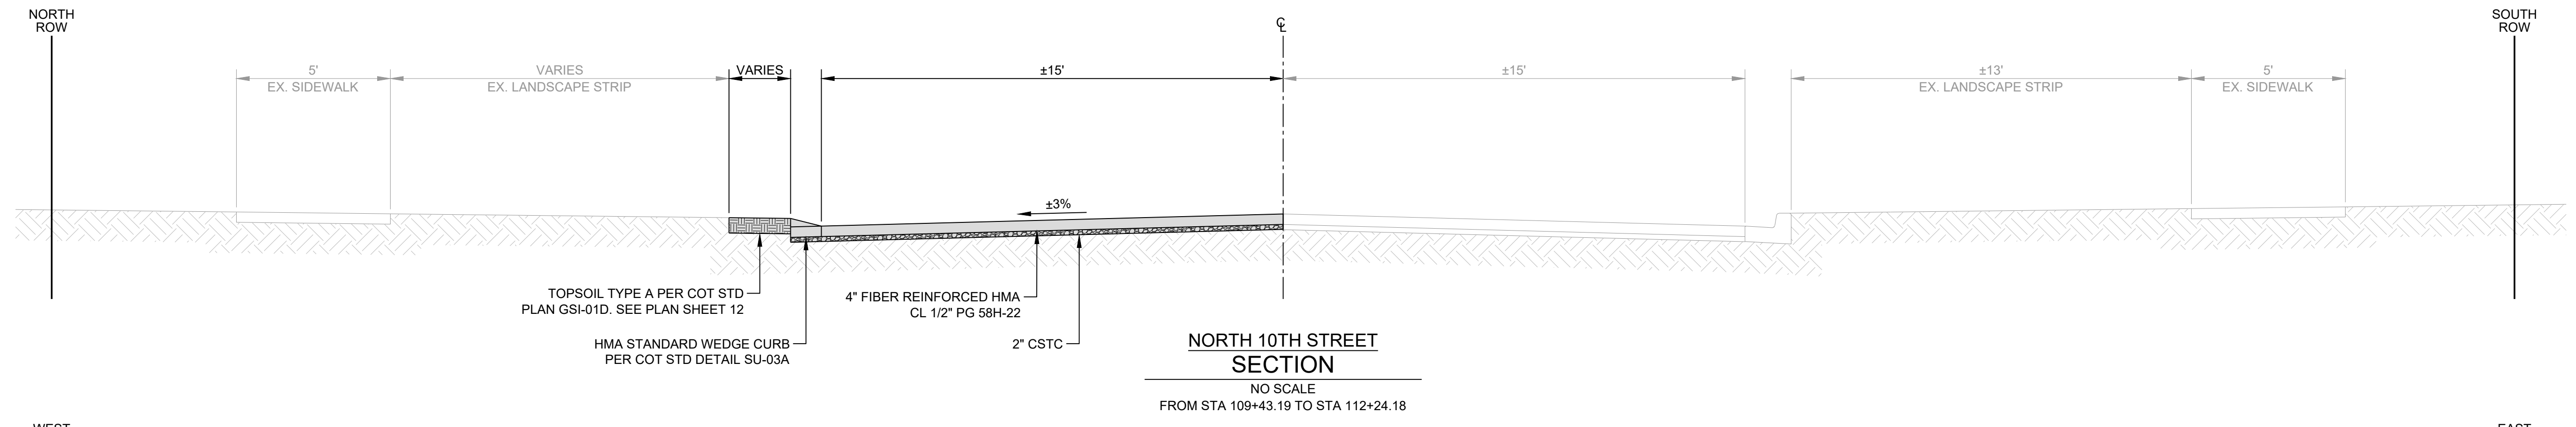 NORTH
ROW
℄
SOUTH
ROW
5'
EX. SIDEWALK
VARIES
EX. LANDSCAPE STRIP
VARIES
±15'
±15'
±13'
EX. LANDSCAPE STRIP
5'
EX. SIDEWALK
±3%
TOPSOIL TYPE A PER COT STD
PLAN GSI-01D. SEE PLAN SHEET 12
HMA STANDARD WEDGE CURB
PER COT STD DETAIL SU-03A
4" FIBER REINFORCED HMA
CL 1/2" PG 58H-22
2" CSTC
NORTH 10TH STREET
SECTION
NO SCALE
FROM STA 109+43.19 TO STA 112+24.18
WEST
EAST